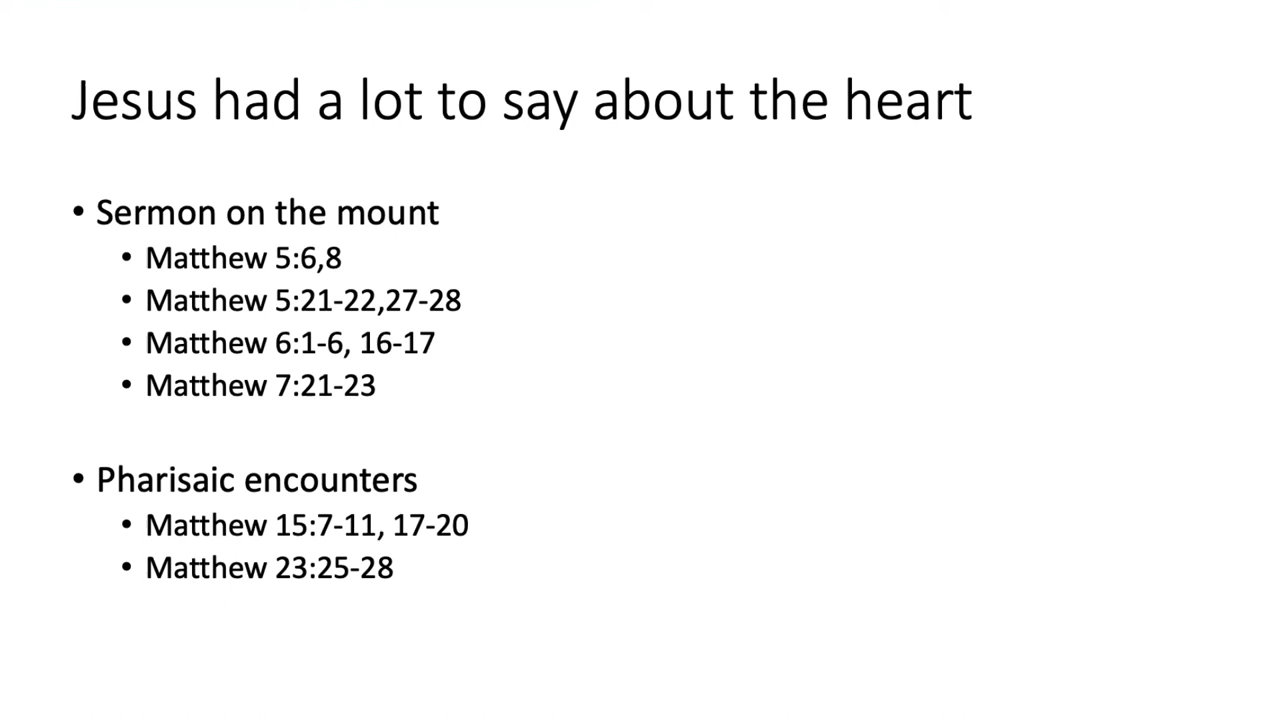 Jesus had a lot to say about the heart
• Sermon on the mount
• Matthew 5:6,8
• Matthew 5:21-22,27-28
• Matthew 6:1-6, 16-17
• Matthew 7:21-23
• Pharisaic encounters
• Matthew 15:7-11, 17-20
• Matthew 23:25-28